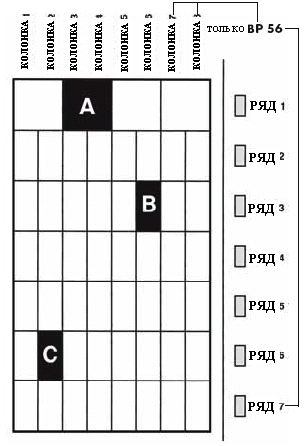 КОЛОНКА 1
КОЛОНКА 2
КОЛОНКА 3
КОЛОНКА 4
КОЛОНКА 5
КОЛОНКА 6
КОЛОНКА 7
КОЛОНКА 8
ТОЛЬКО BP 56
A
РЯД 1
РЯД 2
B
РЯД 3
РЯД 4
РЯД 5
C
РЯД 6
РЯД 7